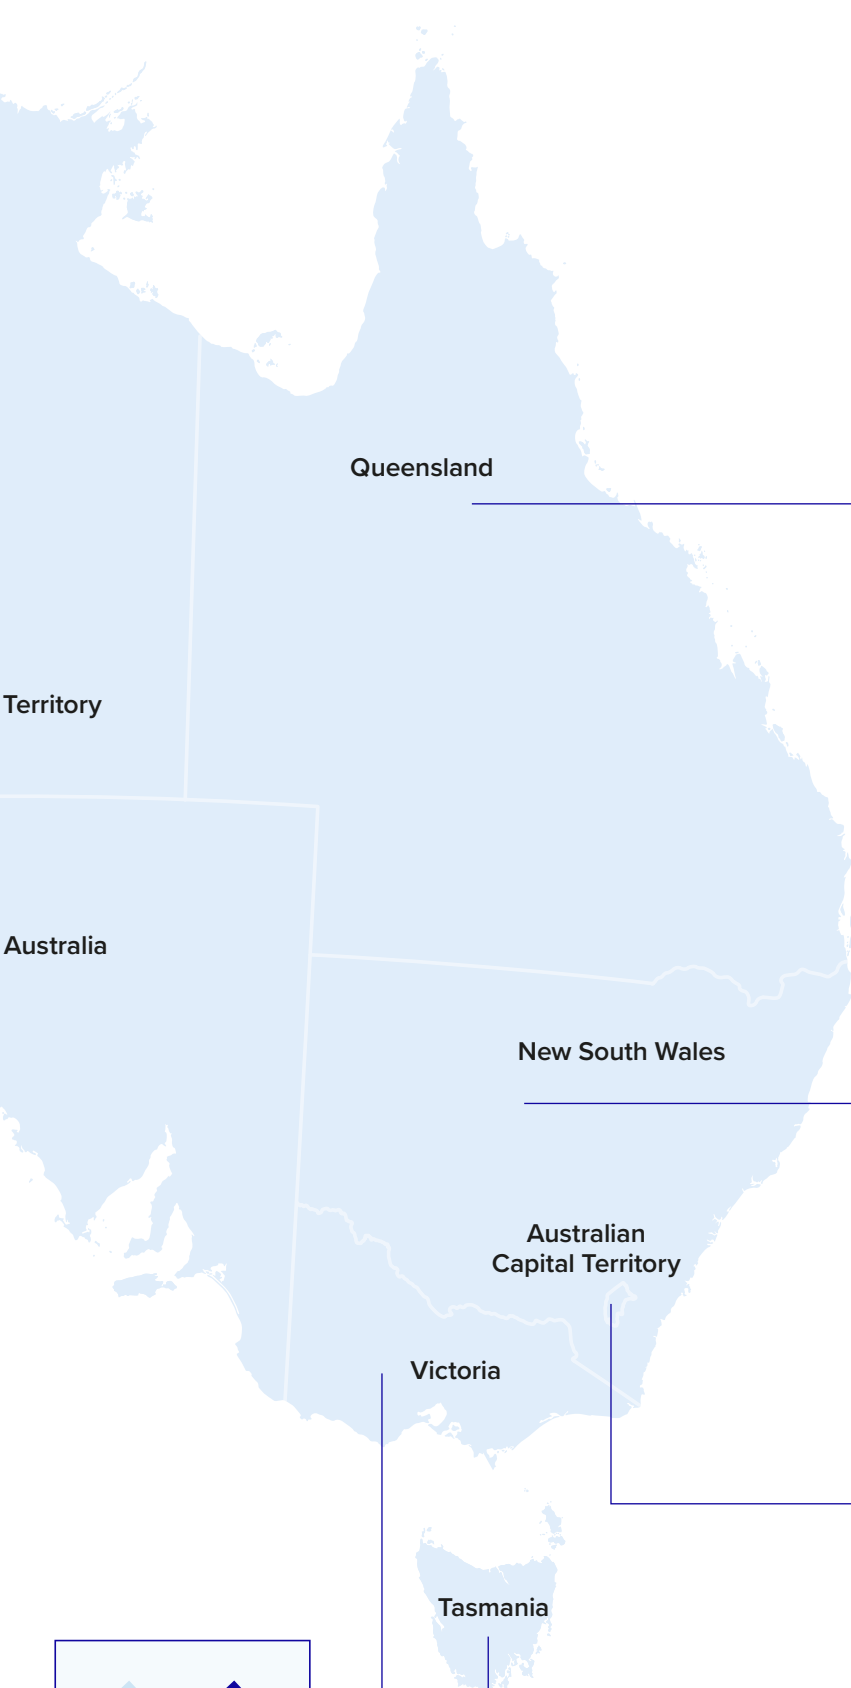 Queensland
Territory
Australia
New South Wales
Australian
Capital Territory
Victoria
Tasmania